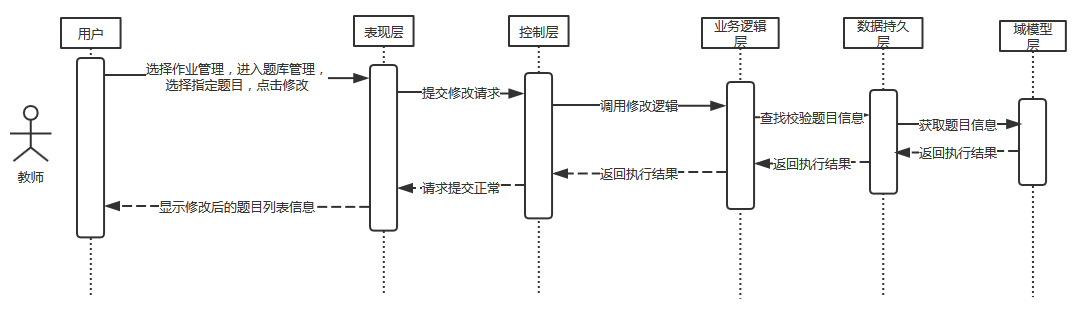 用户
表现层
控制层
业务逻辑
层
数据持久
层
域模型
层
选择作业管理，进入题库管理，
选择指定题目，点击修改
提交修改请求
调用修改逻辑
查找校验题目信息
获取题目信息
返回执行结果
返回执行结果
返回执行结果
请求提交正常
显示修改后的题目列表信息
教师